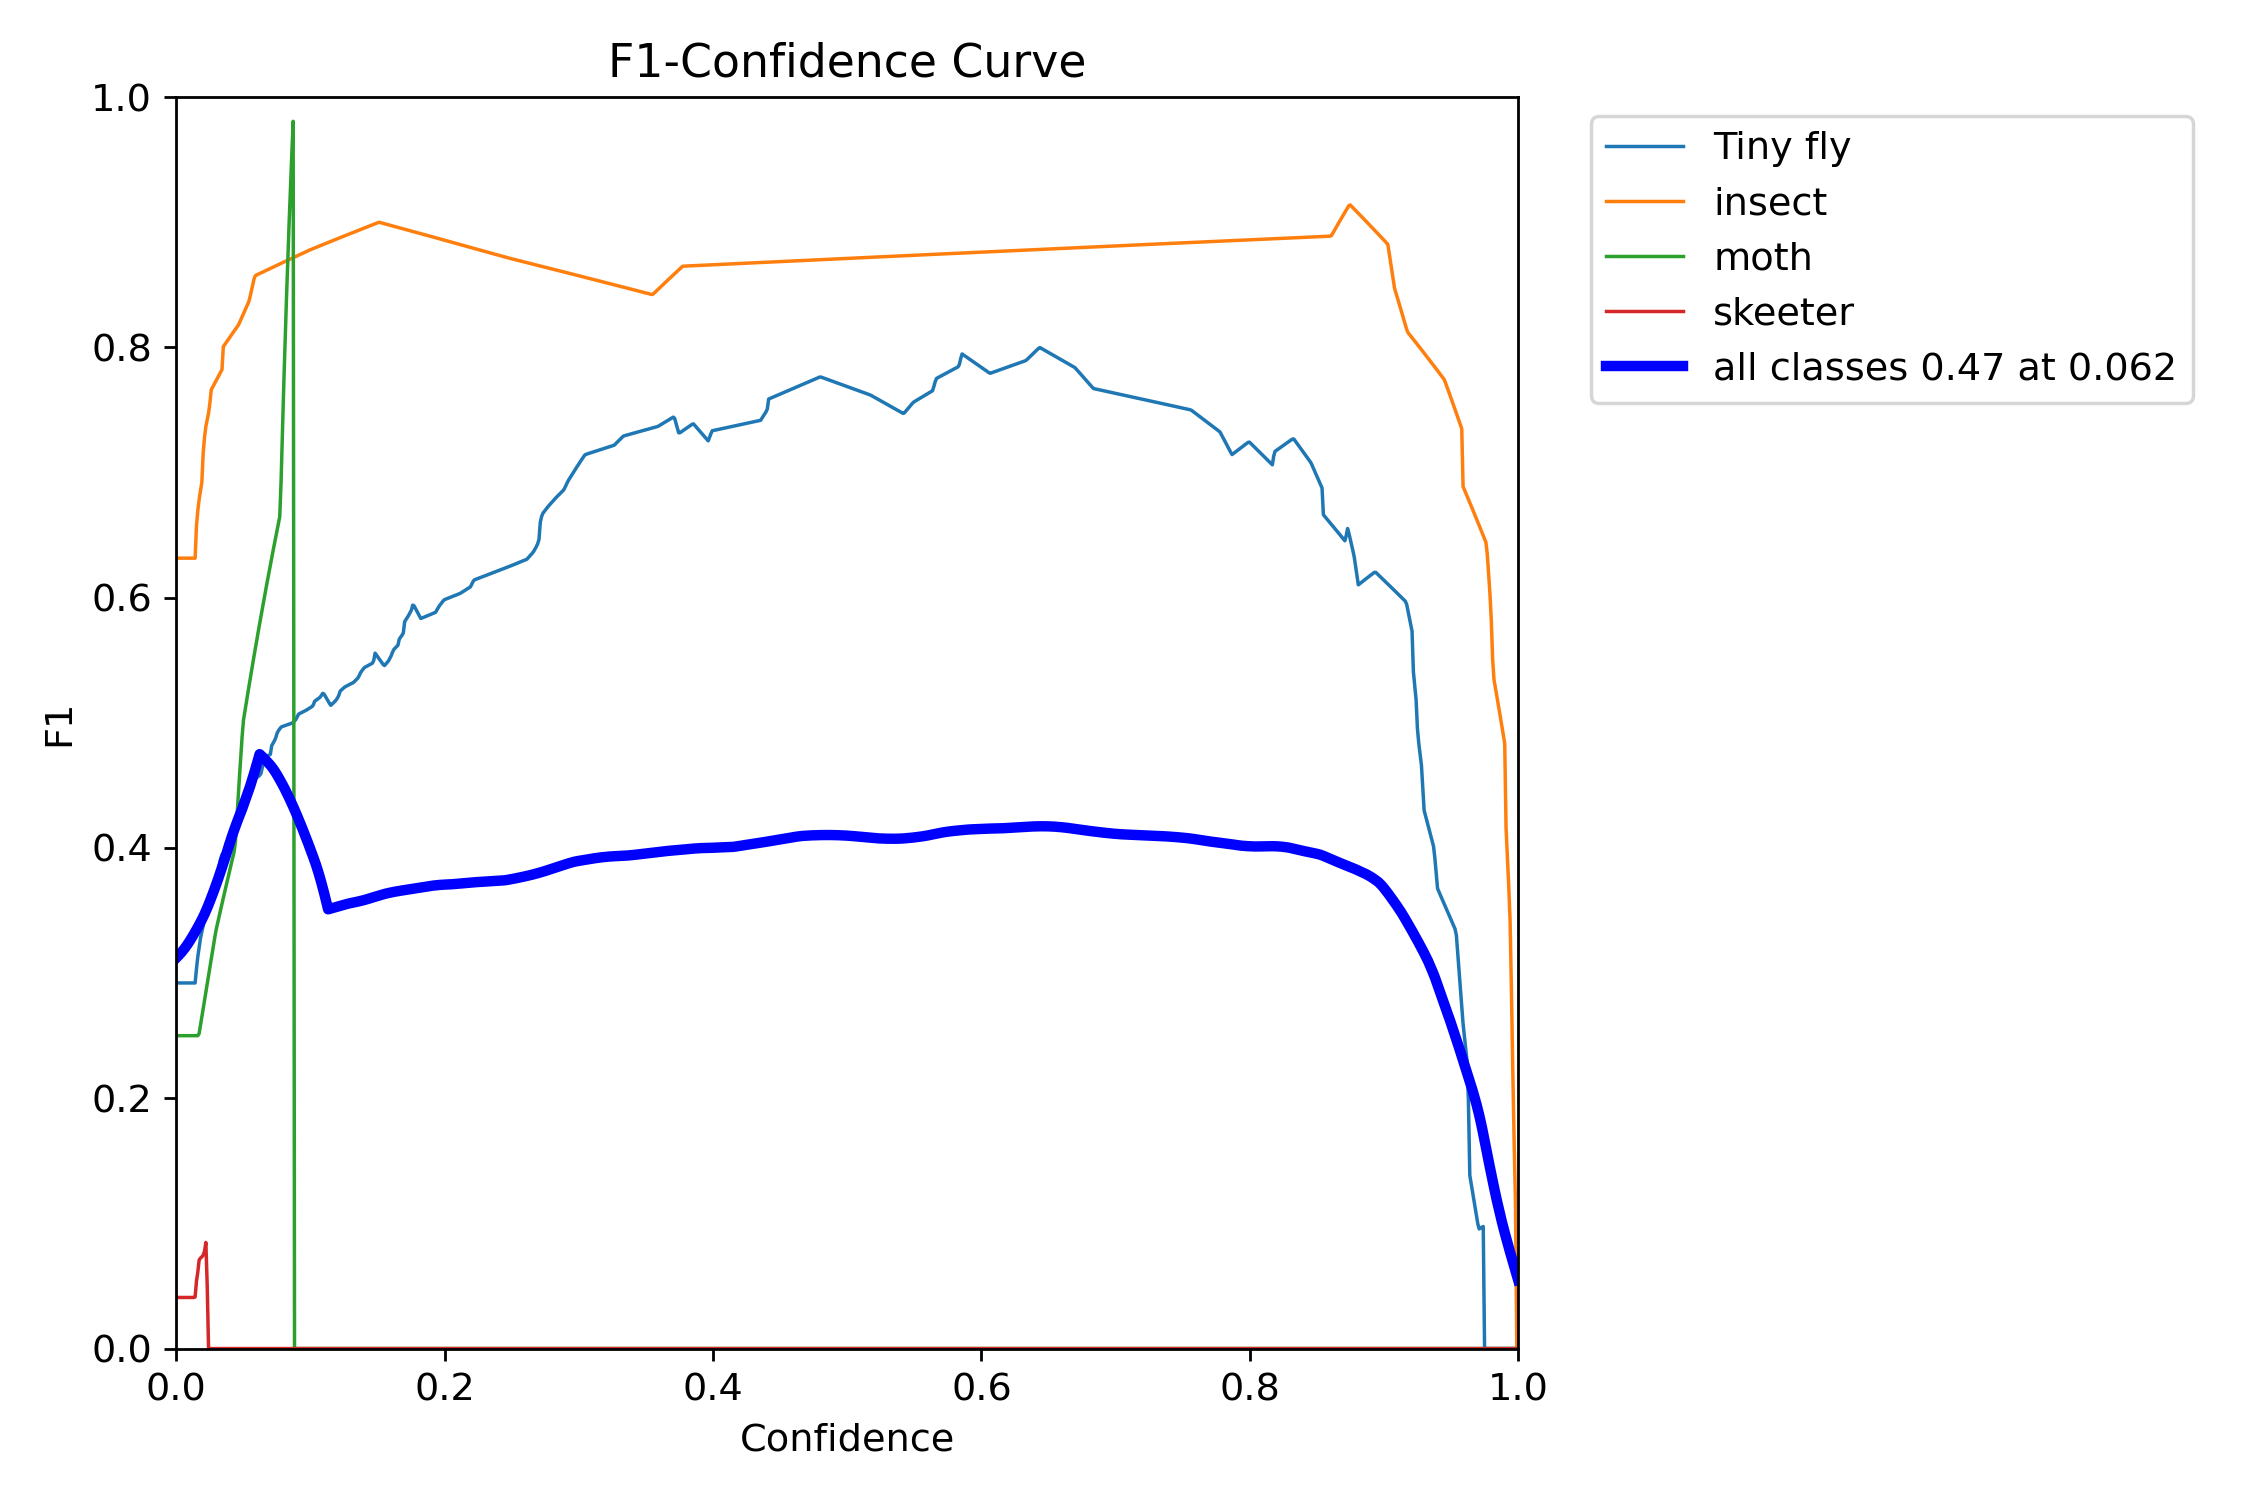 F1-Confidence Curve
1.0
0.8
0.6
0.4
0.2
0.0
F1
0.0 0.2 0.4 0.6 0.8 1.0
Confidence
Tiny fly
insect
moth
skeeter
all classes 0.47 at 0.062